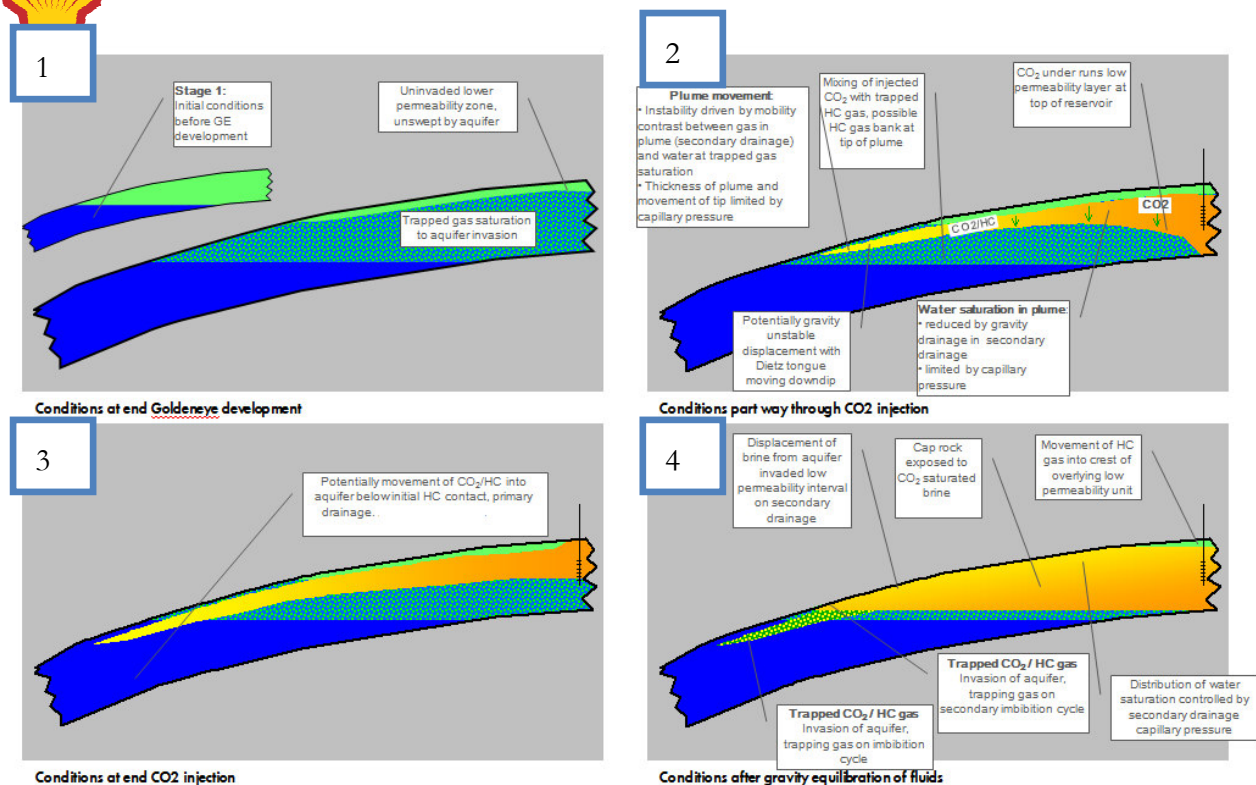 1
Stage 1:
Initial conditions
before GE
development
Uninvaded lower
permeability zone,
unswept by aquifer
Trapped gas saturation
to aquifer invasion
Conditions at end Goldeneye development
2
Plume movement:
• Instability driven by mobility
contrast between gas in
plume (secondary drainage)
and water at trapped gas
saturation
• Thickness of plume and
movement of tip limited by
capillary pressure
Mixing of injected
CO2 with trapped
HC gas, possible
HC gas bank at
tip of plume
CO2 under runs low
permeability layer at
top of reservoir
CO2
CO2/HC
Potentially gravity
unstable
displacement with
Dietz tongue
moving downdip
Water saturation in plume:
• reduced by gravity
drainage in secondary
drainage
• limited by capillary
pressure
Conditions part way through CO2 injection
3
Potentially movement of CO2/HC into
aquifer below initial HC contact, primary
drainage.
Conditions at end CO2 injection
4
Displacement of
brine from aquifer
invaded low
permeability interval
on secondary
drainage
Cap rock
exposed to
CO2 saturated
brine
Movement of HC
gas into crest of
overlying low
permeability unit
Trapped CO2 / HC gas
Invasion of aquifer,
trapping gas on imbibition
cycle
Trapped CO2 / HC gas
Invasion of aquifer,
trapping gas on
secondary imbibition cycle
Distribution of water
saturation controlled by
secondary drainage
capillary pressure
Conditions after gravity equilibration of fluids